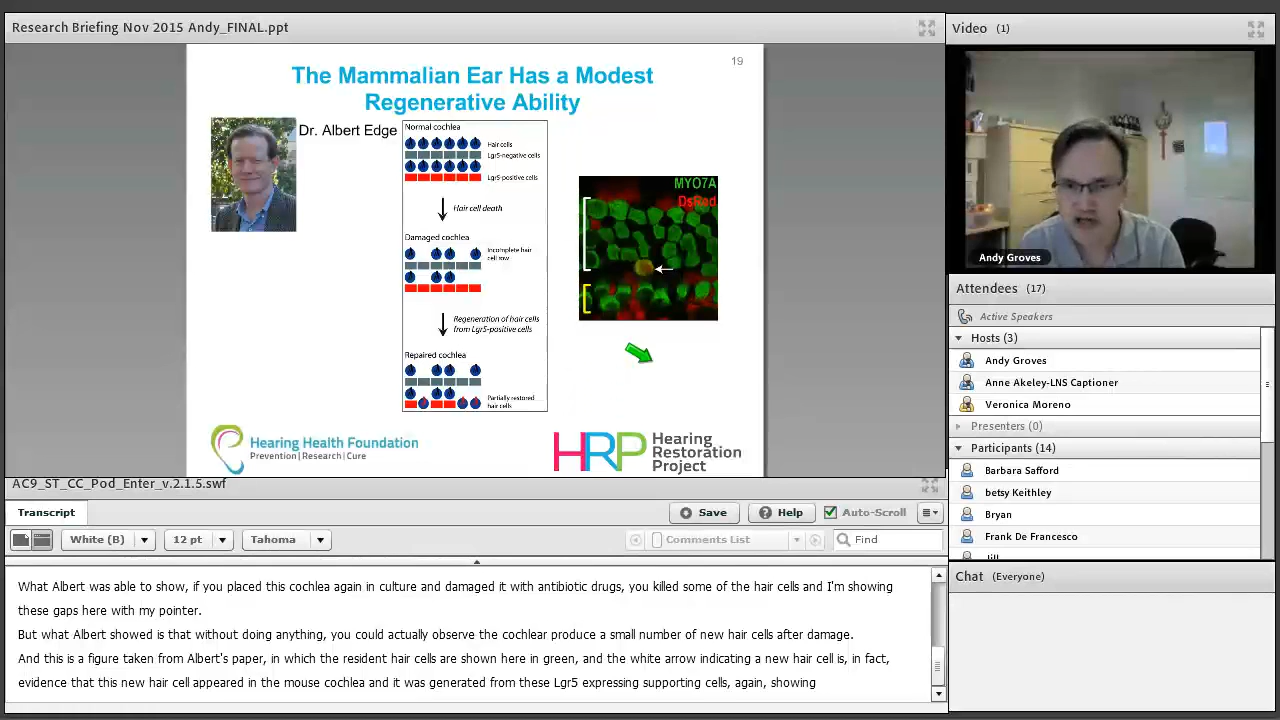 Research Briefing Nov 2015 Andy_FINAL.ppt
19
The Mammalian Ear Has a Modest
Regenerative Ability
Dr. Albert Edge
Normal cochlea
Hair cells
Lgr5-negative cells
Lgr5-positive cells
Hair cell death
Damaged cochlea
Incomplete hair
cell row
Regeneration of hair cells
from Lgr5-positive cells
Repaired cochlea
Partially restored
hair cells
MYO7A
DsRed
Hearing Health Foundation
Prevention|Research|Cure
HRP Hearing
Restoration
Project
AC9_ST_CC_Pod_Enter_v.2.1.5.swf
Transcript
Save
Help
Auto-Scroll
White (B)
12 pt
Tahoma
Comments List
Find
What Albert was able to show, if you plared this cochlea again in culture and damaged it with antibiotic drugs, you killed some of the hair cells and I'm showing
these gaps here with my pointer.
But what Albert showed is that without doing anything, you could actually observe the cochlear produce a small number of new hair cells after damage.
And this is a figure taken from Albert's paper, in which the resident hair cells are shown here in green, and the white arrow indicating a new hair cell is, in fact,
evidence that this new hair cell appeared in the mouse cochlea and it was generated from these Lgr5 expressing supporting cells, again, showing
Video (1)
Andy Groves
Attendees (17)
Active Speakers
Hosts (3)
Andy Groves
Anne Akeley-LNS Captioner
Veronica Moreno
Presenters (0)
Participants (14)
Barbara Safford
betsy Keithley
Bryan
Frank De Francesco
Chat (Everyone)